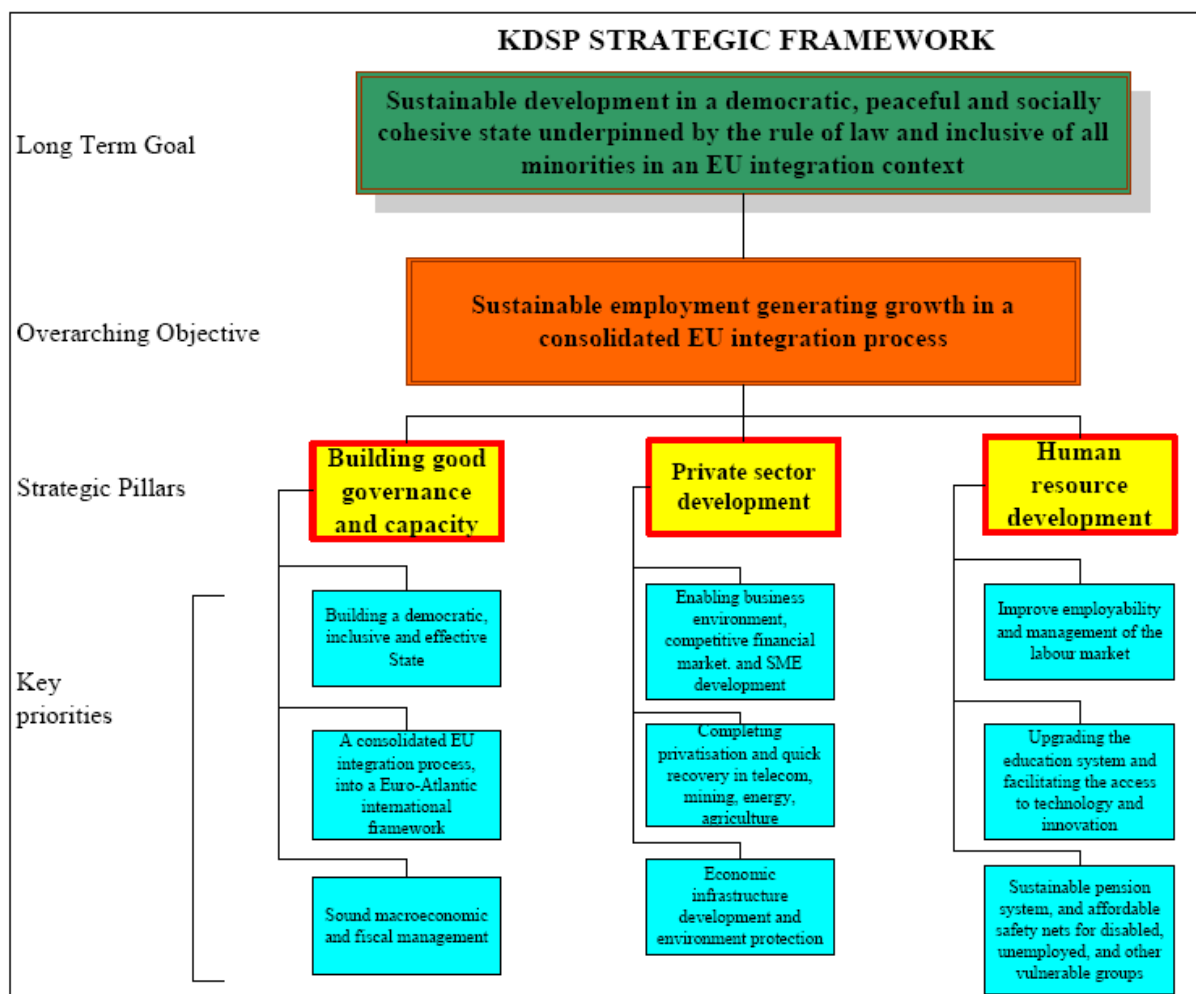 KDSP STRATEGIC FRAMEWORK
Long Term Goal
Sustainable development in a democratic, peaceful and socially
cohesive state underpinned by the rule of law and inclusive of all
minorities in an EU integration context
Overarching Objective
Sustainable employment generating growth in a
consolidated EU integration process
Strategic Pillars
Building good
governance
and capacity
Private sector
development
Human
resource
development
Key
priorities
Building a democratic,
inclusive and effective
State
Enabling business
environment,
competitive financial
market. and SME
development
Improve employability
and management of the
labour market
A consolidated EU
integration process,
into a Euro-Atlantic
international
framework
Completing
privatisation and quick
recovery in telecom,
mining, energy,
agriculture
Upgrading the
education system and
facilitating the access
to technology and
innovation
Sound macroeconomic
and fiscal management
Economic
infrastructure
development and
environment protection
Sustainable pension
system, and affordable
safety nets for disabled,
unemployed, and other
vulnerable groups